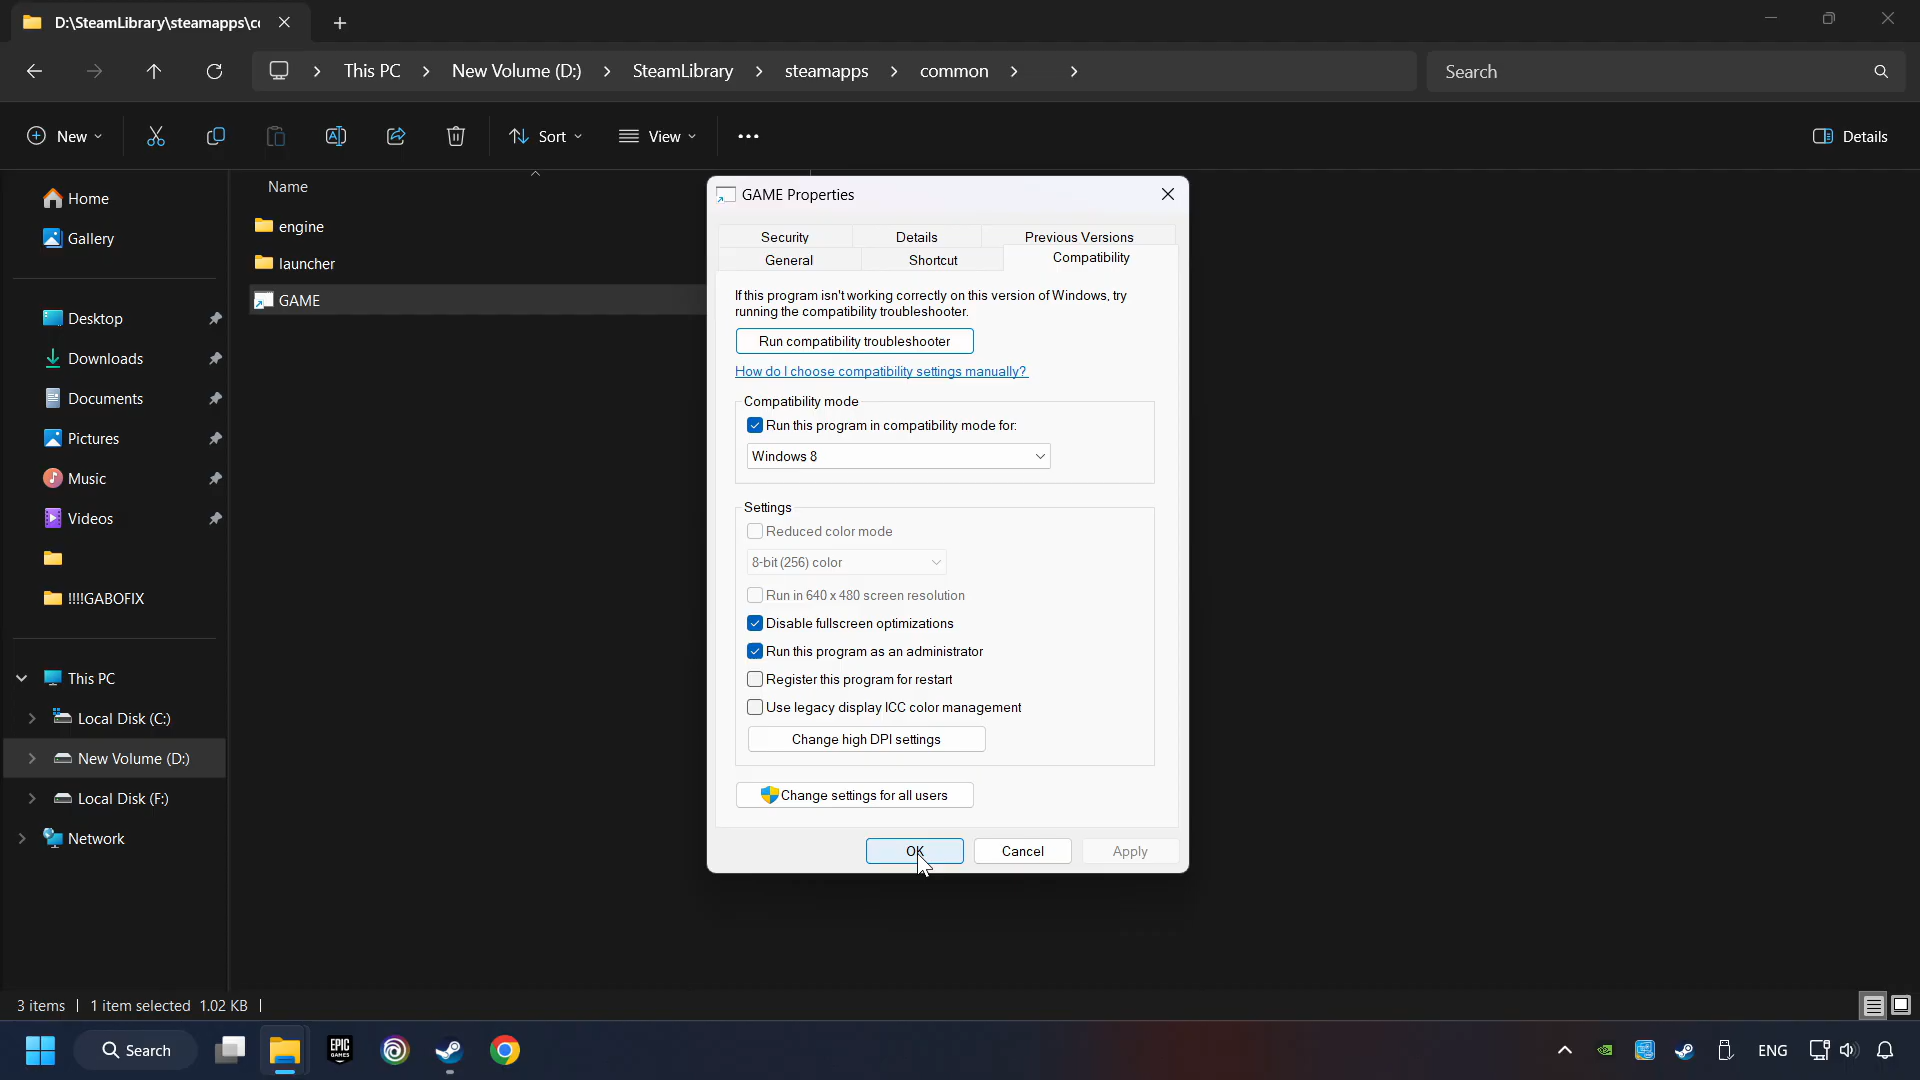 D:\SteamLibrary\steamapps\c
This PC
New Volume (D:)
SteamLibrary
steamapps
common
Search
New
Sort
View
Details
Home
Gallery
Desktop
Downloads
Documents
Pictures
Music
Videos
!!!!GABOFIX
This PC
Local Disk (C:)
New Volume (D:)
Local Disk (F:)
Network
Name
engine
launcher
GAME
GAME Properties
Security
Details
Previous Versions
General
Shortcut
Compatibility
If this program isn't working correctly on this version of Windows, try
running the compatibility troubleshooter.
Run compatibility troubleshooter
How do I choose compatibility settings manually?
Compatibility mode
Run this program in compatibility mode for:
Windows 8
Settings
Reduced color mode
8-bit (256) color
Run in 640 x 480 screen resolution
Disable fullscreen optimizations
Run this program as an administrator
Register this program for restart
Use legacy display ICC color management
Change high DPI settings
Change settings for all users
OK
Cancel
Apply
3 items
1 item selected 1.02 KB
Search
EPIC
GAMES
ENG